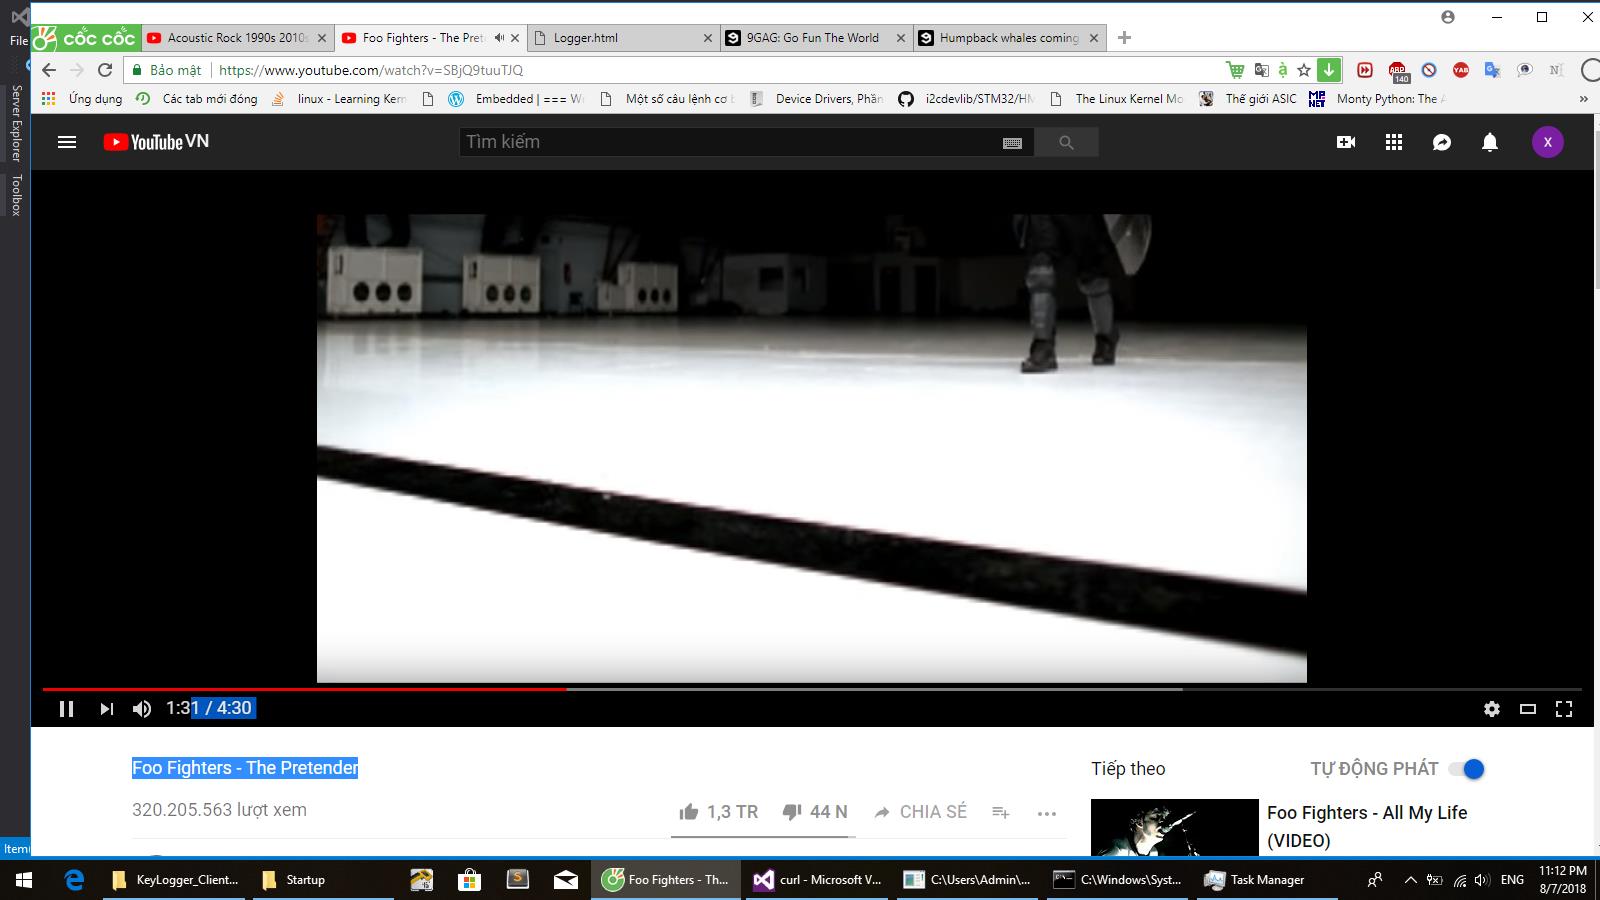 File
CỐC CỐC
Acoustic Rock 1990s 2010s
Foo Fighters - The Prete
Logger.html
9GAG: Go Fun The World
Humpback whales coming
Bảo mật
https://www.youtube.com/watch?v=SBjQ9tuuTJQ
140
YAB
Ứng dụng
Các tab mới đóng
linux - Learning Kern
Embedded | === W
Một số câu lệnh cơ b
Device Drivers, Phần
i2cdevlib/STM32/HM
The Linux Kernel Mo
Thế giới ASIC
Monty Python: The A
»
Server Explorer
Toolbox
YouTube VN
Tìm kiếm
X
1:31 / 4:30
Foo Fighters - The Pretender
320.205.563 lượt xem
1,3 TR
44 N
CHIA SẺ
Tiếp theo
TỰ ĐỘNG PHÁT
Foo Fighters - All My Life
(VIDEO)
Item
KeyLogger_Client...
Startup
Foo Fighters - Th...
curl - Microsoft V...
C:\Users\Admin\...
C:\Windows\Syst...
Task Manager
ENG
11:12 PM
8/7/2018